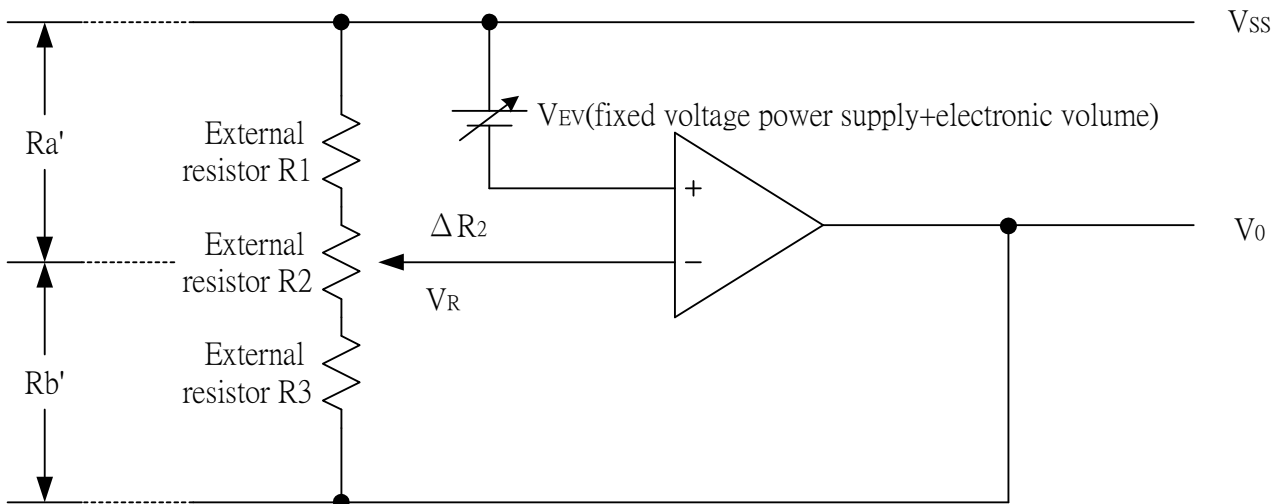 VSS
VEV(fixed voltage power supply+electronic volume)
Ra'
External
resistor R1
+
ΔR2
External
resistor R2
V0
−
VR
External
resistor R3
Rb'